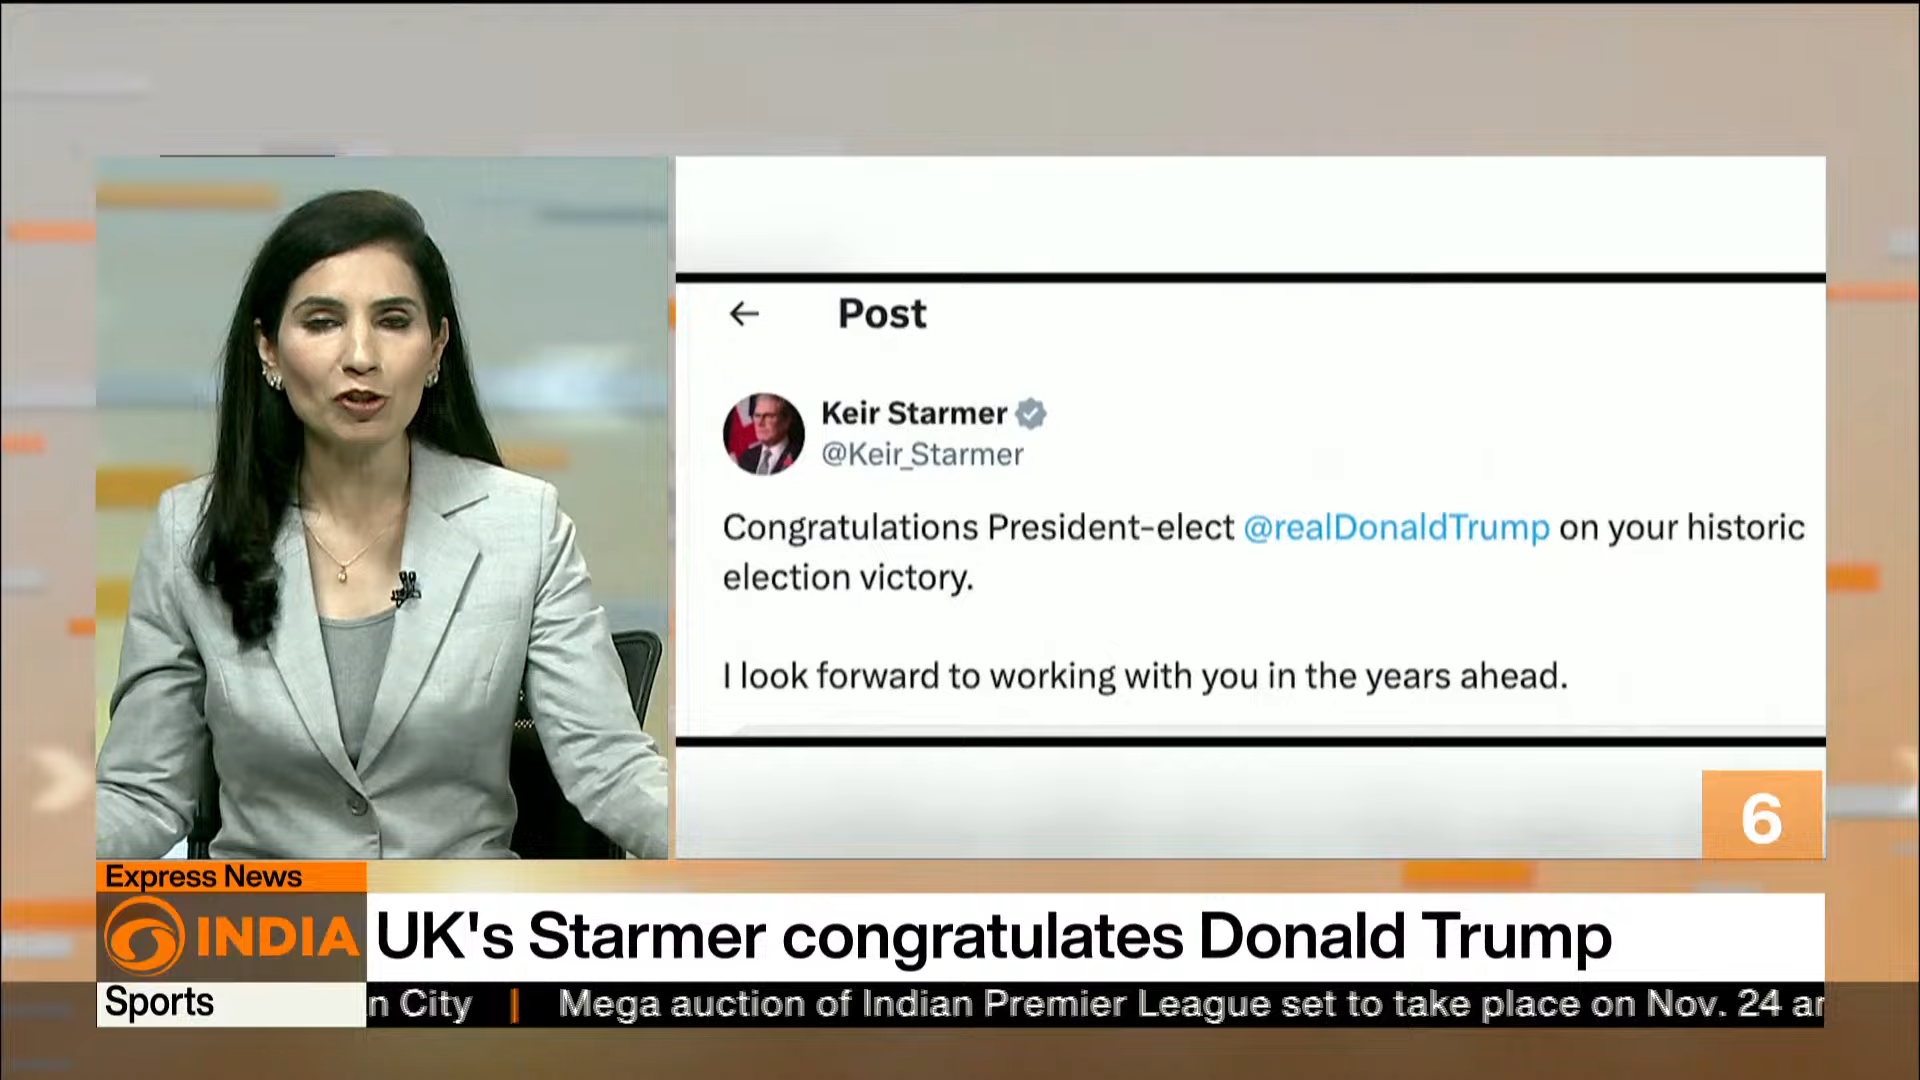 Post
Keir Starmer
@Keir_Starmer
Congratulations President-elect @realDonaldTrump on your historic
election victory.
I look forward to working with you in the years ahead.
6
Express News
INDIA
UK's Starmer congratulates Donald Trump
Sports
City | Mega auction of Indian Premier League set to take place on Nov. 24